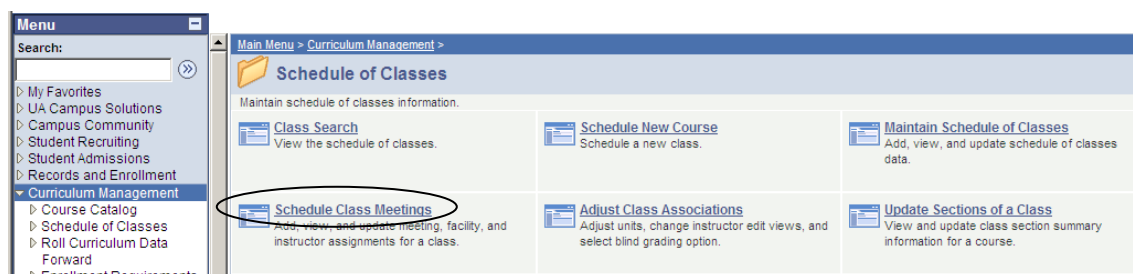 Menu
Search:
My Favorites
UA Campus Solutions
Campus Community
Student Recruiting
Student Admissions
Records and Enrollment
Curriculum Management
Course Catalog
Schedule of Classes
Roll Curriculum Data
Forward
Enrollment Requirements
Main Menu > Curriculum Management >
Schedule of Classes
Maintain schedule of classes information.
Class Search
View the schedule of classes.
Schedule New Course
Schedule a new class.
Maintain Schedule of Classes
Add, view, and update schedule of classes
data.
Schedule Class Meetings
Add, view, and update meeting, facility, and
instructor assignments for a class.
Adjust Class Associations
Adjust units, change instructor edit views, and
select blind grading option.
Update Sections of a Class
View and update class section summary
information for a course.